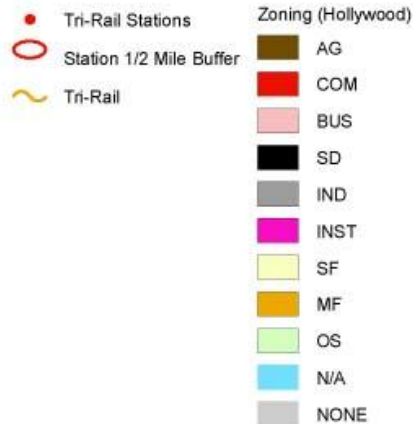 Tri-Rail Stations
Station 1/2 Mile Buffer
Tri-Rail
Zoning (Hollywood)
AG
COM
BUS
SD
IND
INST
SF
MF
OS
N/A
NONE